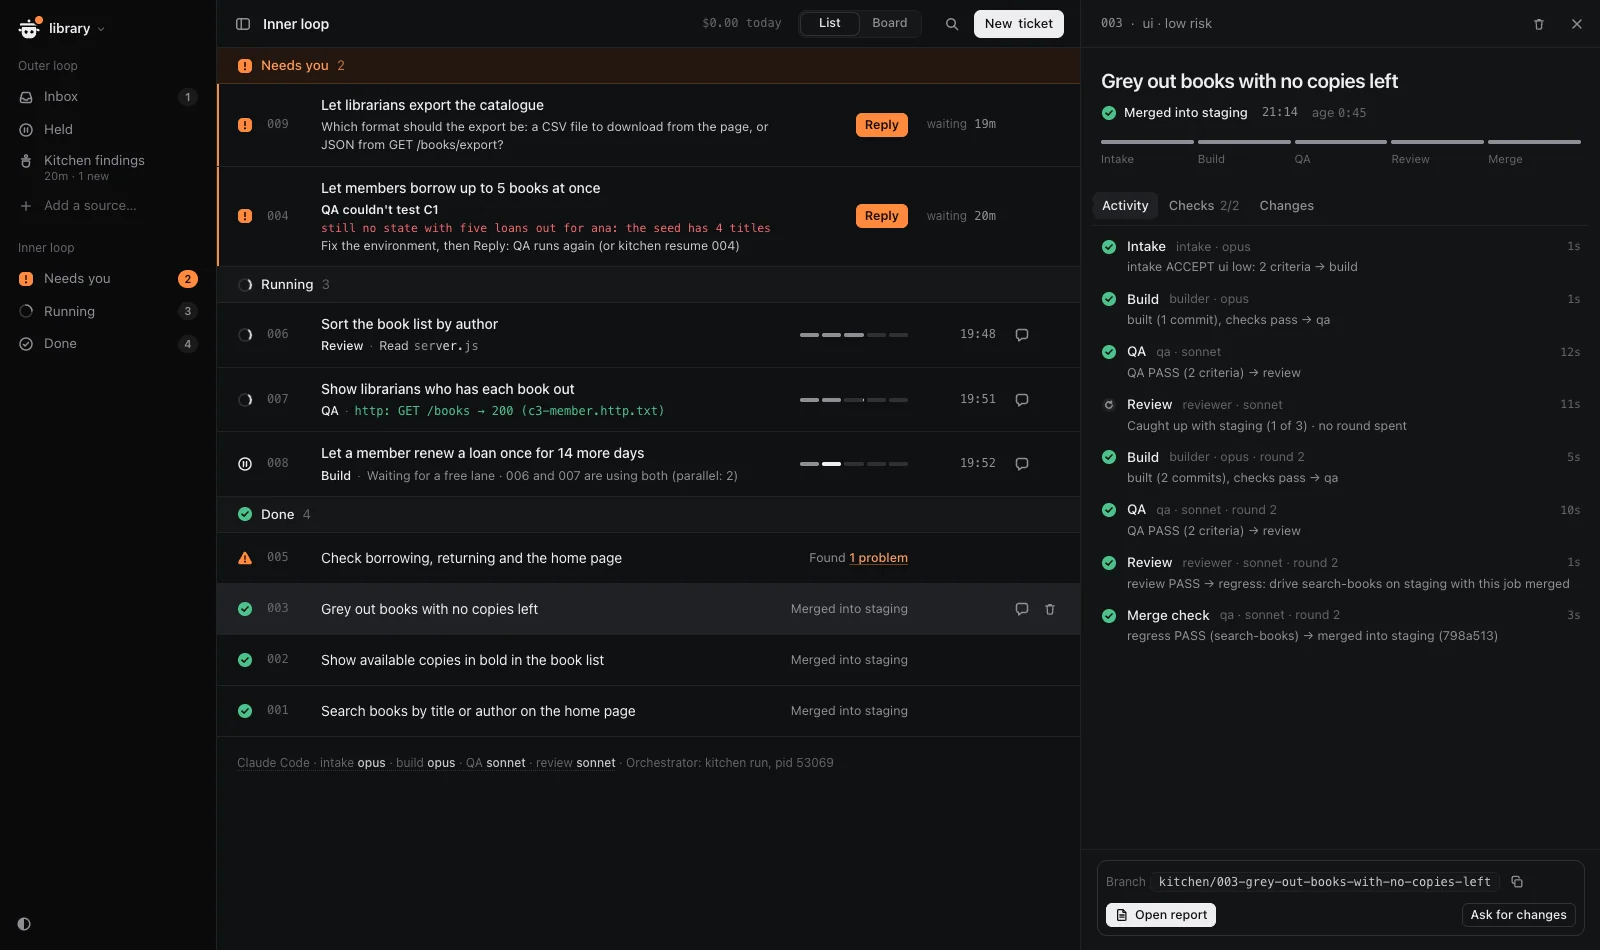 library
Outer loop
Inbox 1
Held
Kitchen findings
20m · 1 new
Add a source...
Inner loop
Needs you 2
Running 3
Done 4
Inner loop
$0.00 today
List
Board
New ticket
Needs you 2
009
Let librarians export the catalogue
Which format should the export be: a CSV file to download from the page, or
JSON from GET /books/export?
Reply
waiting 19m
004
Let members borrow up to 5 books at once
QA couldn't test C1
still no state with five loans out for ana: the seed has 4 titles
Fix the environment, then Reply: QA runs again (or kitchen resume 004)
Reply
waiting 20m
Running 3
006
Sort the book list by author
Review · Read server.js
19:48
007
Show librarians who has each book out
QA · http: GET /books → 200 (c3-member.http.txt)
19:51
008
Let a member renew a loan once for 14 more days
Build · Waiting for a free lane · 006 and 007 are using both (parallel: 2)
19:52
Done 4
005
Check borrowing, returning and the home page
Found 1 problem
003
Grey out books with no copies left
Merged into staging
002
Show available copies in bold in the book list
Merged into staging
001
Search books by title or author on the home page
Merged into staging
Claude Code · intake opus · build opus · QA sonnet · review sonnet · Orchestrator: kitchen run, pid 53069
003 · ui · low risk
Grey out books with no copies left
Merged into staging 21:14 age 0:45
Intake Build QA Review Merge
Activity Checks 2/2 Changes
Intake intake · opus 1s
intake ACCEPT ui low: 2 criteria → build
Build builder · opus 1s
built (1 commit), checks pass → qa
QA qa · sonnet 12s
QA PASS (2 criteria) → review
Review reviewer · sonnet 11s
Caught up with staging (1 of 3) · no round spent
Build builder · opus · round 2 5s
built (2 commits), checks pass → qa
QA qa · sonnet · round 2 10s
QA PASS (2 criteria) → review
Review reviewer · sonnet · round 2 1s
review PASS → regress: drive search-books on staging with this job merged
Merge check qa · sonnet · round 2 3s
regress PASS (search-books) → merged into staging (798a513)
Branch kitchen/003-grey-out-books-with-no-copies-left
Open report
Ask for changes